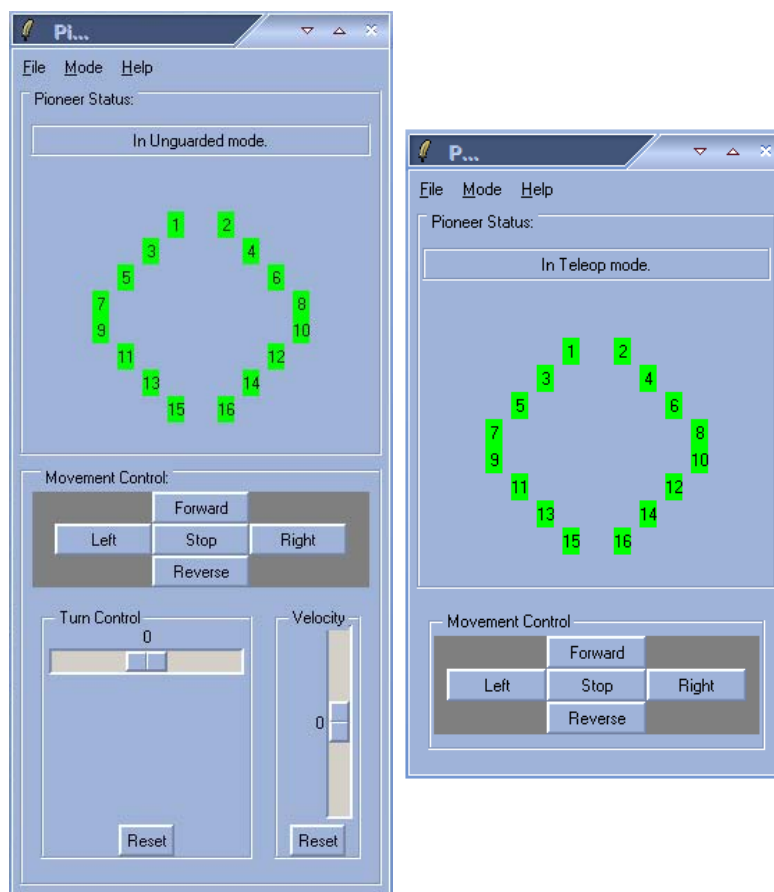 Pi...
File Mode Help
Pioneer Status:
In Unguarded mode.
1 2
3 4
5 6
7 8
9 10
11 12
13 14
15 16
Movement Control:
Forward
Left Stop Right
Reverse
Turn Control
0
Reset
Velocity
0
Reset
P...
File Mode Help
Pioneer Status:
In Teleop mode.
1 2
3 4
5 6
7 8
9 10
11 12
13 14
15 16
Movement Control
Forward
Left Stop Right
Reverse